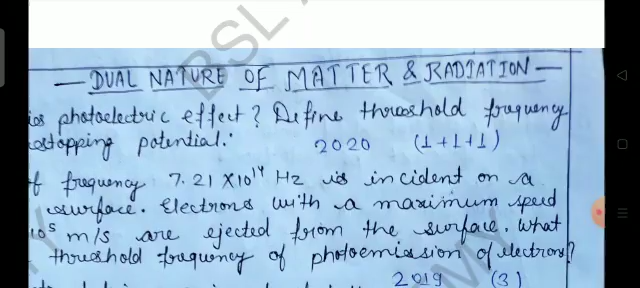 DUAL NATURE OF MATTER & RADIATION
is photoelectric effect? Define threshold frequency
stopping potential. 2020 (1+1+1)
f frequency 7.21 X10¹⁴ Hz is incident on a
surface. Electrons with a maximum speed
10⁵ m/s are ejected from the surface. What
threshold frequency of photoemission of electrons?
2019 (3)